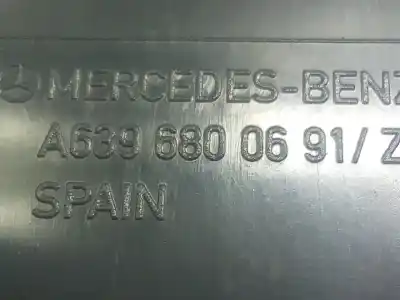 MERCEDES-BENZ
A639 680 06 91/Z
SPAIN